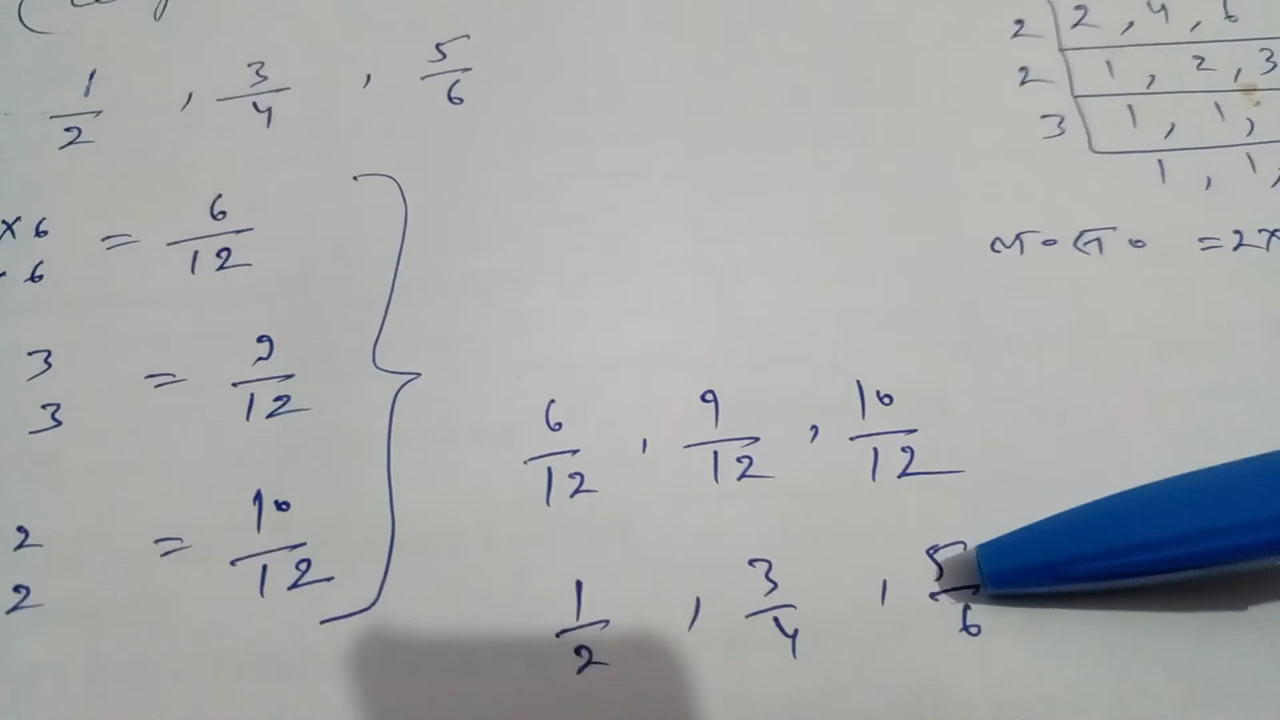 1/2 , 3/4 , 5/6
× 6 = 6/12
6
3 = 9/12
3
2 = 10/12
2
6/12 , 9/12 , 10/12
1/2 , 3/4 , 5/6
2 | 2 , 4 , 6
2 | 1 , 2 , 3
3 | 1 , 1 ,
1 , 1 ,
= 2×